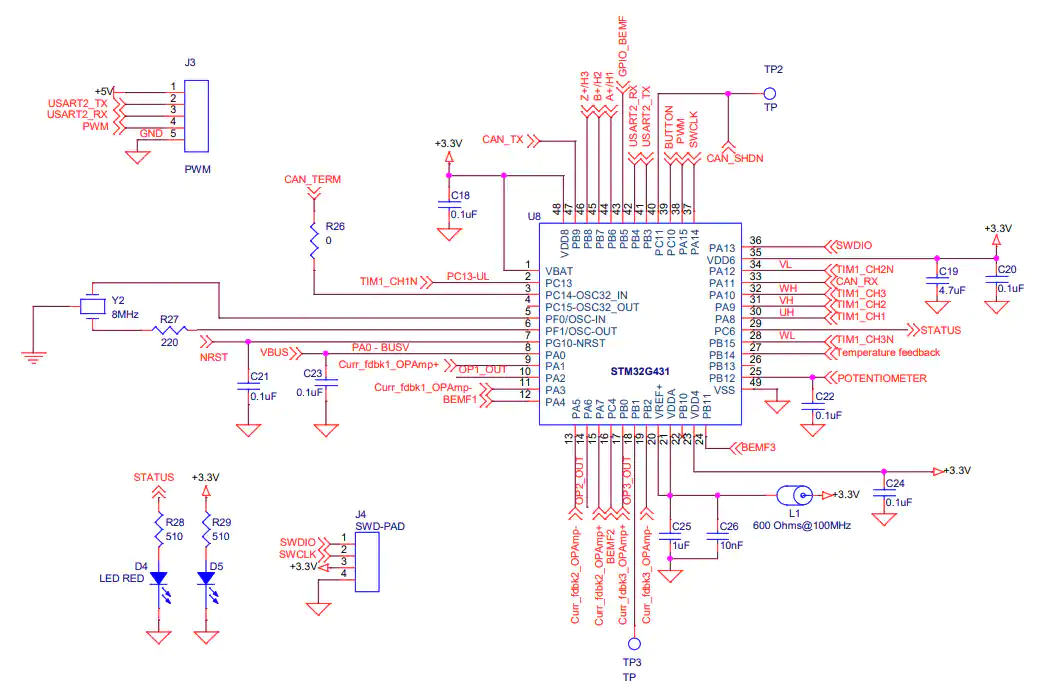 J3
+5V
USART2_TX
USART2_RX
PWM
GND
1
2
3
4
5
PWM
CAN_TERM
R26
0
+3.3V
C18
0.1uF
CAN_TX
Z+/H3
B+/H2
A+/H1
GPIO_BEMF
USART2_RX
USART2_TX
BUTTON
PWM
SWCLK
CAN_SHDN
TP2
TP
U8
48
47
46
45
44
43
42
41
40
39
38
37
VDD8
PB9
PB8
PB7
PB6
PB5
PB4
PB3
PC11
PC10
PA15
PA14
1
VBAT
TIM1_CH1N
PC13-UL
2
PC13
3
PC14-OSC32_IN
4
PC15-OSC32_OUT
5
PF0/OSC-IN
6
PF1/OSC-OUT
7
PG10-NRST
8
PA0
9
PA1
10
PA2
11
PA3
12
PA4
Y2
8MHz
R27
220
NRST
VBUS
PA0 - BUSV
Curr_fdbk1_OPAmp+
OP1_OUT
Curr_fdbk1_OPAmp-
BEMF1
C21
0.1uF
C23
0.1uF
STM32G431
PA13
36
SWDIO
VDD6
35
PA12
34
VL
TIM1_CH2N
PA11
33
CAN_RX
PA10
32
WH
TIM1_CH3
PA9
31
VH
TIM1_CH2
PA8
30
UH
TIM1_CH1
PC6
29
STATUS
PB15
28
WL
TIM1_CH3N
PB14
27
Temperature feedback
PB13
26
PB12
25
POTENTIOMETER
VSS
49
+3.3V
C19
4.7uF
C20
0.1uF
C22
0.1uF
PA5
PA6
PA7
PC4
PB0
PB1
PB2
VREF+
VDDA
PB10
VDD4
PB11
13
14
15
16
17
18
19
20
21
22
23
24
BEMF3
OP2_OUT
OP3_OUT
Curr_fdbk2_OPAmp-
Curr_fdbk2_OPAmp+
BEMF2
Curr_fdbk3_OPAmp+
Curr_fdbk3_OPAmp-
TP3
TP
C25
1uF
C26
10nF
L1
600 Ohms@100MHz
+3.3V
+3.3V
C24
0.1uF
STATUS
+3.3V
R28
510
R29
510
D4
LED RED
D5
J4
SWD-PAD
SWDIO
SWCLK
+3.3V
1
2
3
4